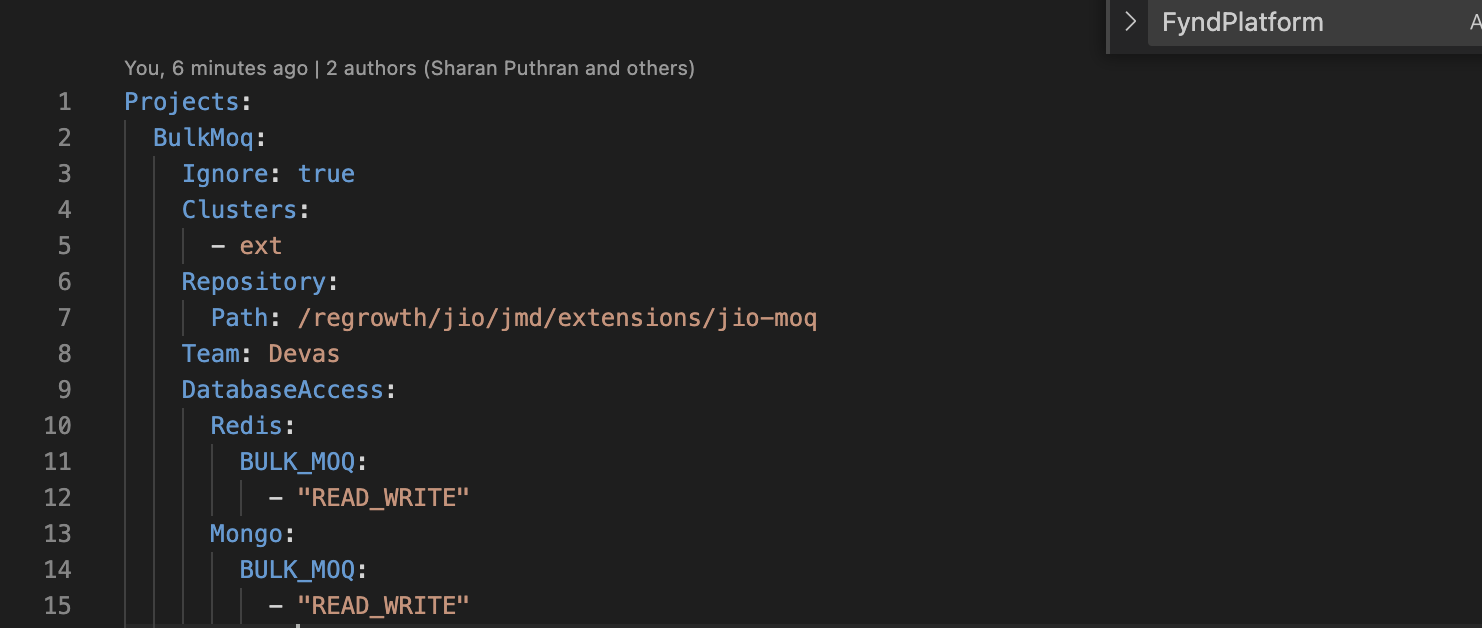 FyndPlatform
You, 6 minutes ago | 2 authors (Sharan Puthran and others)
1 Projects:
2 BulkMoq:
3 Ignore: true
4 Clusters:
5 - ext
6 Repository:
7 Path: /regrowth/jio/jmd/extensions/jio-moq
8 Team: Devas
9 DatabaseAccess:
10 Redis:
11 BULK_MOQ:
12 - "READ_WRITE"
13 Mongo:
14 BULK_MOQ:
15 - "READ_WRITE"